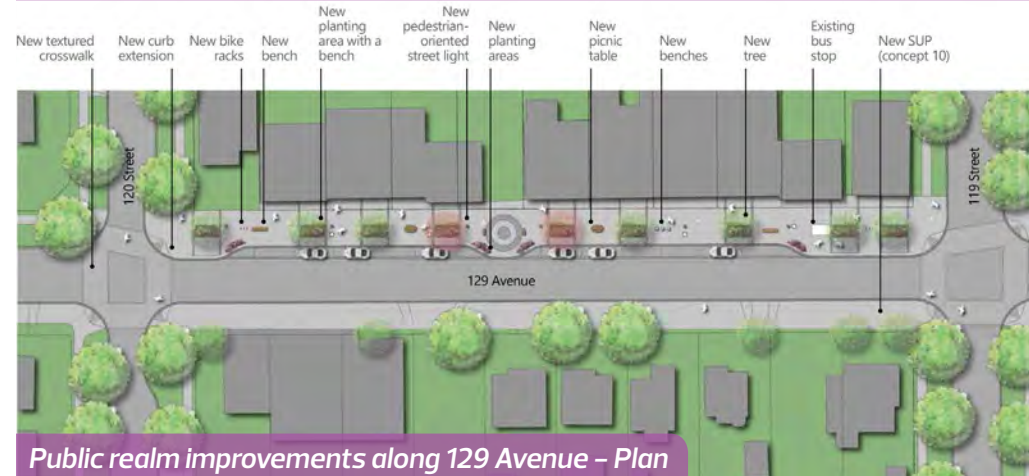 New textured
crosswalk
New curb
extension
New bike
racks
New
bench
New
planting
area with a
bench
New
pedestrian-
oriented
street light
New
planting
areas
New
picnic
table
New
benches
New
tree
Existing
bus
stop
New SUP
(concept 10)
120 Street
119 Street
129 Avenue
Public realm improvements along 129 Avenue – Plan